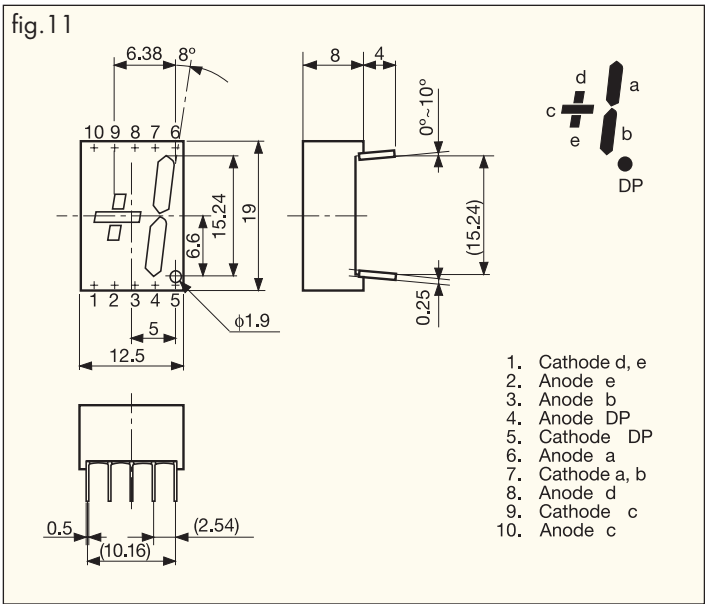 fig.11
6.38 8°
10 9 8 7 6
15.24
19
6.6
1 2 3 4 5
5
ϕ1.9
12.5
8
4
0°~10°
(15.24)
0.25
d
a
c
e
b
DP
0.5
(2.54)
(10.16)
1. Cathode d, e
2. Anode e
3. Anode b
4. Anode DP
5. Cathode DP
6. Anode a
7. Cathode a, b
8. Anode d
9. Cathode c
10. Anode c